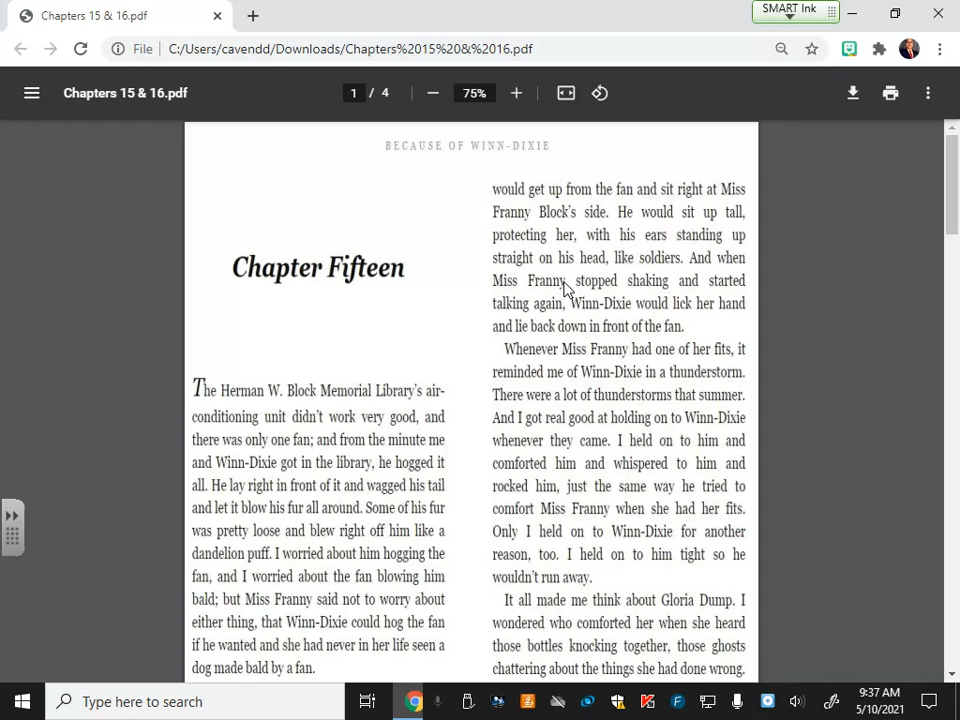 Chapters 15 & 16.pdf
SMART Ink
File
C:/Users/cavendd/Downloads/Chapters%2015%20&%2016.pdf
Chapters 15 & 16.pdf
1 / 4
75%
BECAUSE OF WINN-DIXIE
Chapter Fifteen
The Herman W. Block Memorial Library's air-
conditioning unit didn't work very good, and
there was only one fan; and from the minute me
and Winn-Dixie got in the library, he hogged it
all. He lay right in front of it and wagged his tail
and let it blow his fur all around. Some of his fur
was pretty loose and blew right off him like a
dandelion puff. I worried about him hogging the
fan, and I worried about the fan blowing him
bald; but Miss Franny said not to worry about
either thing, that Winn-Dixie could hog the fan
if he wanted and she had never in her life seen a
dog made bald by a fan.
would get up from the fan and sit right at Miss
Franny Block's side. He would sit up tall,
protecting her, with his ears standing up
straight on his head, like soldiers. And when
Miss Franny stopped shaking and started
talking again, Winn-Dixie would lick her hand
and lie back down in front of the fan.
Whenever Miss Franny had one of her fits, it
reminded me of Winn-Dixie in a thunderstorm.
There were a lot of thunderstorms that summer.
And I got real good at holding on to Winn-Dixie
whenever they came. I held on to him and
comforted him and whispered to him and
rocked him, just the same way he tried to
comfort Miss Franny when she had her fits.
Only I held on to Winn-Dixie for another
reason, too. I held on to him tight so he
wouldn't run away.
It all made me think about Gloria Dump. I
wondered who comforted her when she heard
those bottles knocking together, those ghosts
chattering about the things she had done wrong.
Type here to search
9:37 AM
5/10/2021